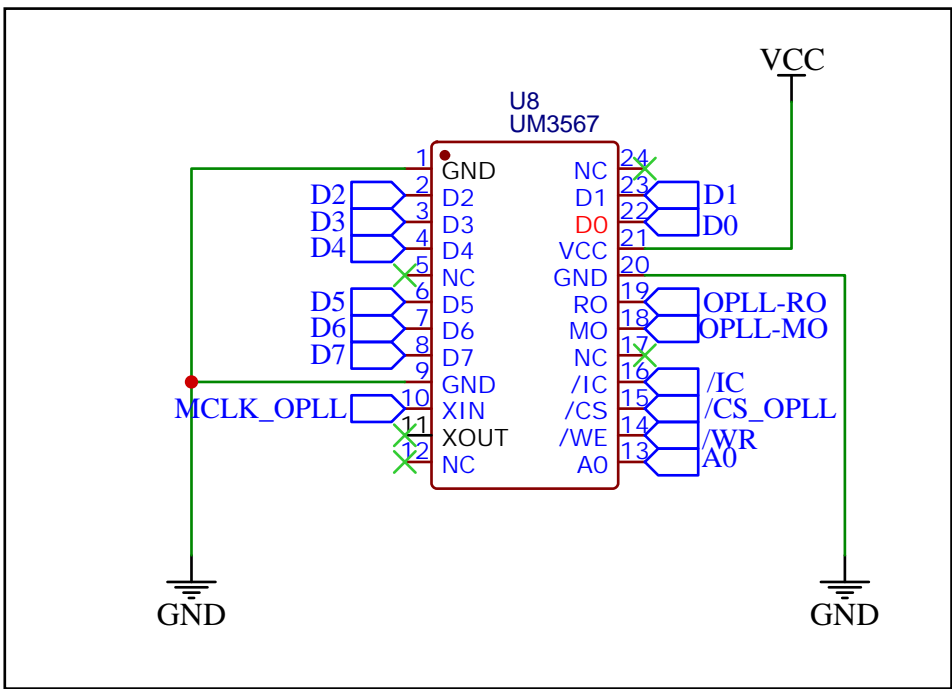 VCC
U8
UM3567
1 GND NC 24
D2 2 D2 D1 23 D1
D3 3 D3 D0 22 D0
D4 4 D4 VCC 21
5 NC GND 20
D5 6 D5 RO 19 OPLL-RO
D6 7 D6 MO 18 OPLL-MO
D7 8 D7 NC 17
9 GND /IC 16 /IC
MCLK_OPLL 10 XIN /CS 15 /CS_OPLL
11 XOUT /WE 14 /WR
12 NC A0 13 A0
GND GND